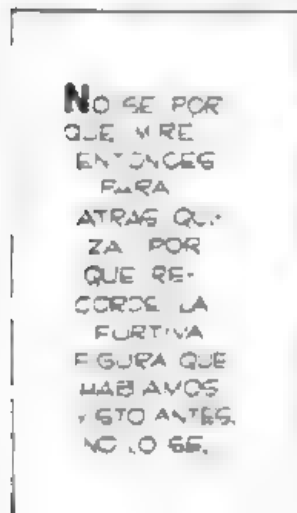 NO SE POR
QUE MIRE
ENTONCES
PARA
ATRAS QUI-
ZA POR
QUE RE-
CORDE LA
FURTIVA
FIGURA QUE
HABIAMOS
VISTO ANTES.
NO LO SE.